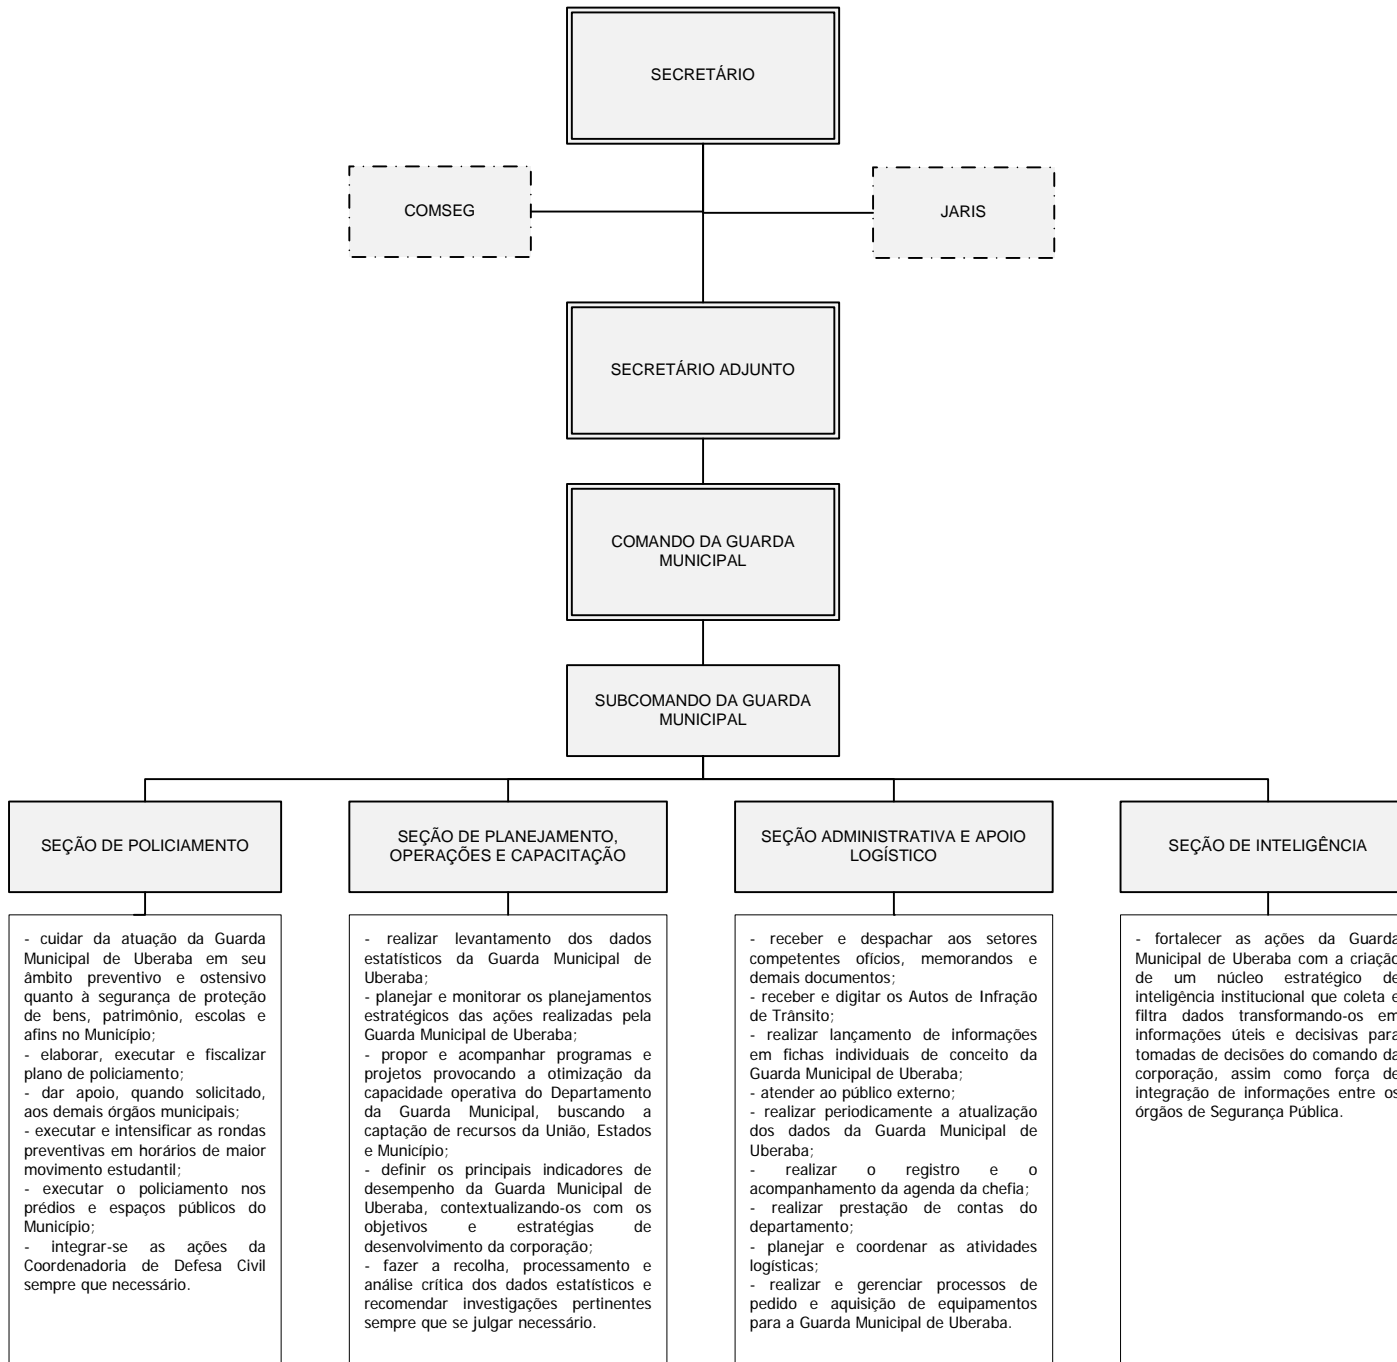 SECRETÁRIO
COMSEG
JARIS
SECRETÁRIO ADJUNTO
COMANDO DA GUARDA
MUNICIPAL
SUBCOMANDO DA GUARDA
MUNICIPAL
SEÇÃO DE POLICIAMENTO
SEÇÃO DE PLANEJAMENTO,
OPERAÇÕES E CAPACITAÇÃO
SEÇÃO ADMINISTRATIVA E APOIO
LOGÍSTICO
SEÇÃO DE INTELIGÊNCIA
- cuidar da atuação da Guarda
Municipal de Uberaba em seu
âmbito preventivo e ostensivo
quanto à segurança de proteção
de bens, patrimônio, escolas e
afins no Município;
- elaborar, executar e fiscalizar
plano de policiamento;
- dar apoio, quando solicitado,
aos demais órgãos municipais;
- executar e intensificar as rondas
preventivas em horários de maior
movimento estudantil;
- executar o policiamento nos
prédios e espaços públicos do
Município;
- integrar-se as ações da
Coordenadoria de Defesa Civil
sempre que necessário.
- realizar levantamento dos dados
estatísticos da Guarda Municipal de
Uberaba;
- planejar e monitorar os planejamentos
estratégicos das ações realizadas pela
Guarda Municipal de Uberaba;
- propor e acompanhar programas e
projetos provocando a otimização da
capacidade operativa do Departamento
da Guarda Municipal, buscando a
captação de recursos da União, Estados
e Município;
- definir os principais indicadores de
desempenho da Guarda Municipal de
Uberaba, contextualizando-os com os
objetivos e estratégias de
desenvolvimento da corporação;
- fazer a recolha, processamento e
análise crítica dos dados estatísticos e
recomendar investigações pertinentes
sempre que se julgar necessário.
- receber e despachar aos setores
competentes ofícios, memorandos e
demais documentos;
- receber e digitar os Autos de Infração
de Trânsito;
- realizar lançamento de informações
em fichas individuais de conceito da
Guarda Municipal de Uberaba;
- atender ao público externo;
- realizar periodicamente a atualização
dos dados da Guarda Municipal de
Uberaba;
- realizar o registro e o
acompanhamento da agenda da chefia;
- realizar prestação de contas do
departamento;
- planejar e coordenar as atividades
logísticas;
- realizar e gerenciar processos de
pedido e aquisição de equipamentos
para a Guarda Municipal de Uberaba.
- fortalecer as ações da Guarda
Municipal de Uberaba com a criação
de um núcleo estratégico de
inteligência institucional que coleta e
filtra dados transformando-os em
informações úteis e decisivas para
tomadas de decisões do comando da
corporação, assim como força de
integração de informações entre os
órgãos de Segurança Pública.